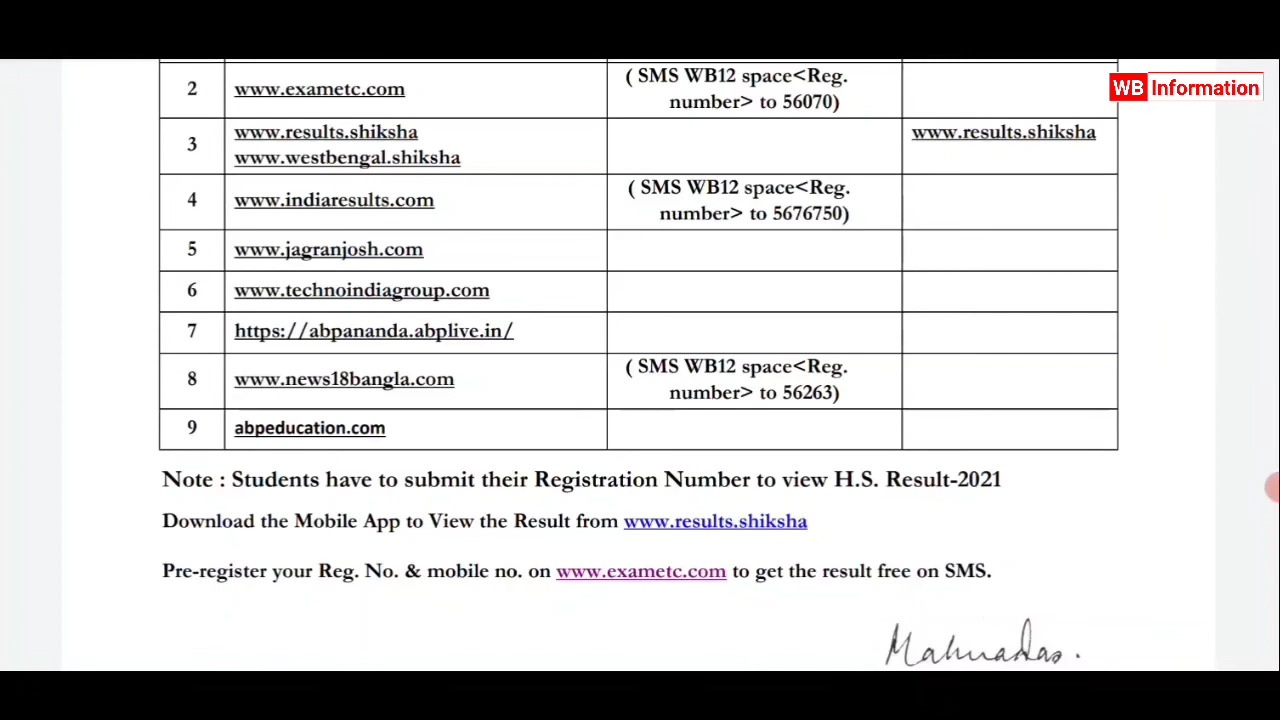 WB Information
2
www.exametc.com
( SMS WB12 space<Reg.
number> to 56070)
3
www.results.shiksha
www.westbengal.shiksha
www.results.shiksha
4
www.indiaresults.com
( SMS WB12 space<Reg.
number> to 5676750)
5
www.jagranjosh.com
6
www.technoindiagroup.com
7
https://abpananda.abplive.in/
8
www.news18bangla.com
( SMS WB12 space<Reg.
number> to 56263)
9
abpeducation.com
Note : Students have to submit their Registration Number to view H.S. Result-2021
Download the Mobile App to View the Result from www.results.shiksha
Pre-register your Reg. No. & mobile no. on www.exametc.com to get the result free on SMS.